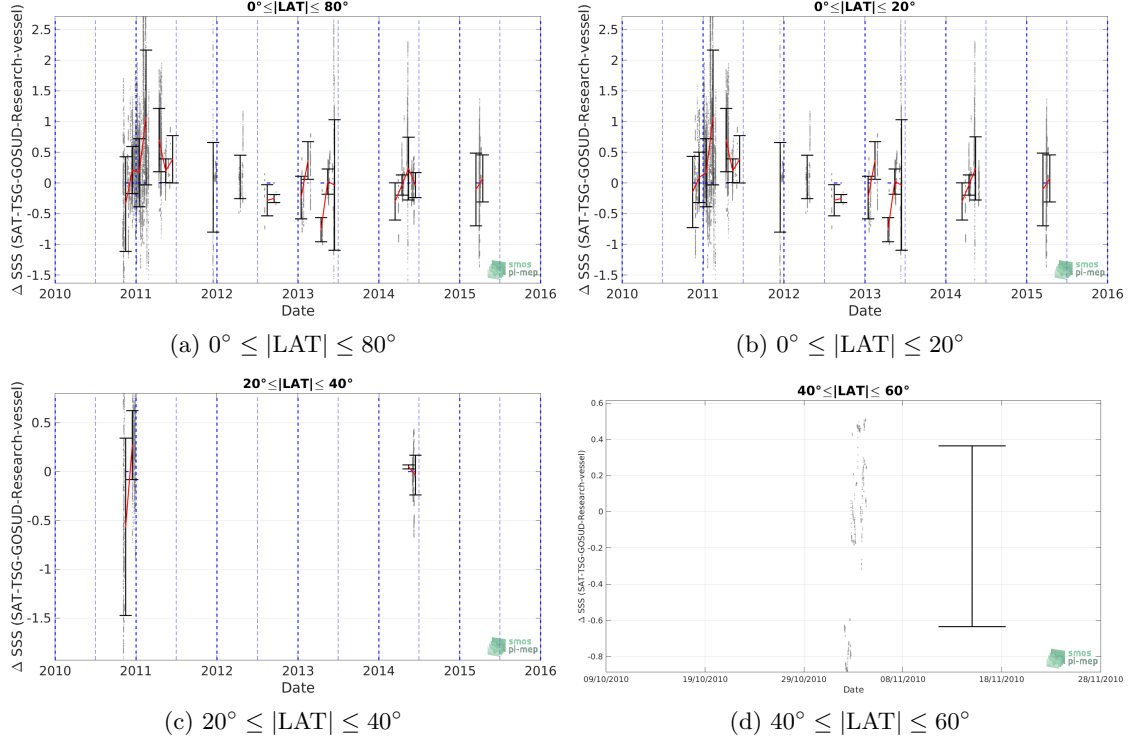 0°≤|LAT|≤ 80°
Δ SSS (SAT-TSG-GOSUD-Research-vessel)
2.5
2
1.5
1
0.5
0
-0.5
-1
-1.5
2010 2011 2012 2013 2014 2015 2016
Date
smos
pi-mep
(a) 0° ≤ |LAT| ≤ 80°
0°≤|LAT|≤ 20°
Δ SSS (SAT-TSG-GOSUD-Research-vessel)
2.5
2
1.5
1
0.5
0
-0.5
-1
-1.5
2010 2011 2012 2013 2014 2015 2016
Date
smos
pi-mep
(b) 0° ≤ |LAT| ≤ 20°
20°≤|LAT|≤ 40°
Δ SSS (SAT-TSG-GOSUD-Research-vessel)
0.5
0
-0.5
-1
-1.5
2010 2011 2012 2013 2014 2015 2016
Date
smos
pi-mep
(c) 20° ≤ |LAT| ≤ 40°
40°≤|LAT|≤ 60°
Δ SSS (SAT-TSG-GOSUD-Research-vessel)
0.6
0.4
0.2
0
-0.2
-0.4
-0.6
-0.8
09/10/2010 19/10/2010 29/10/2010 08/11/2010 18/11/2010 28/11/2010
Date
smos
pi-mep
(d) 40° ≤ |LAT| ≤ 60°